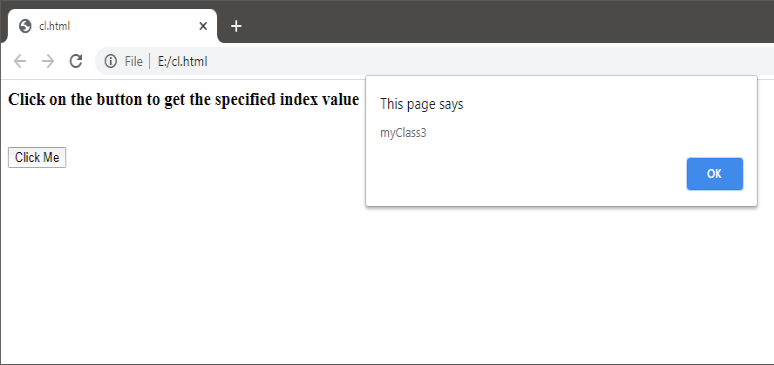 cl.html
File
E:/cl.html
Click on the button to get the specified index value
Click Me
This page says
myClass3
OK